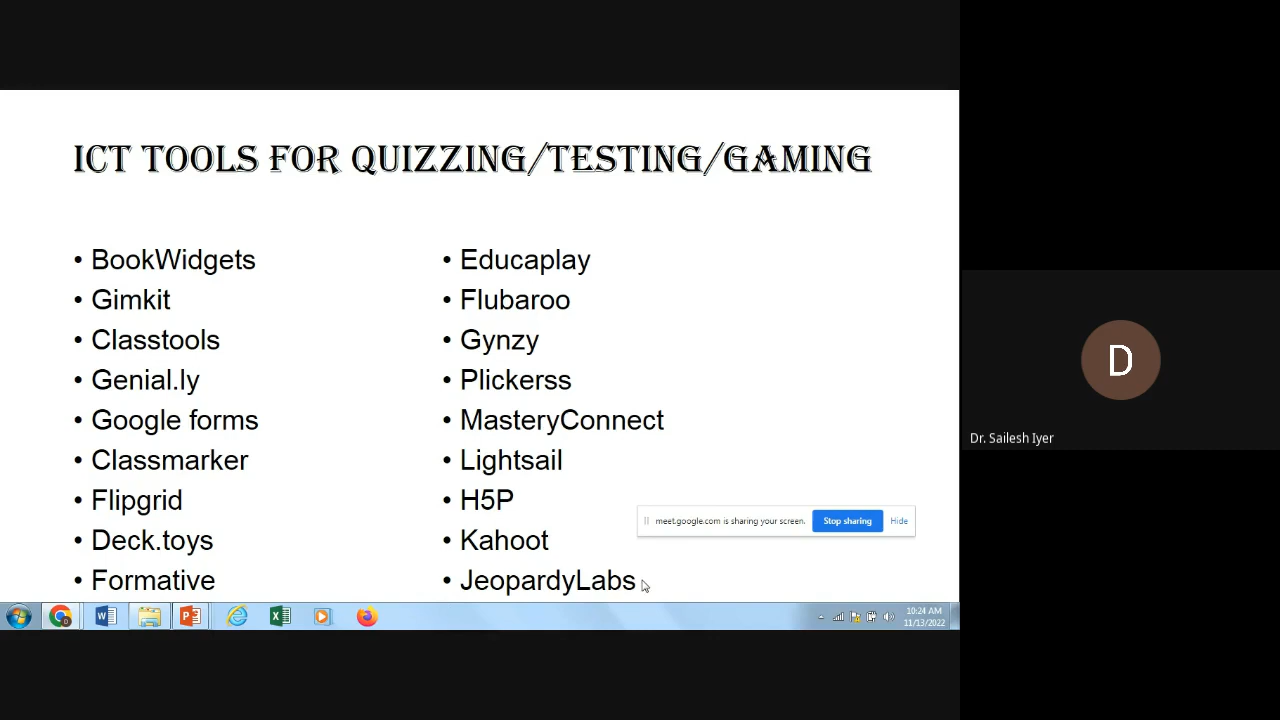 ICT TOOLS FOR QUIZZING/TESTING/GAMING
• BookWidgets
• Gimkit
• Classtools
• Genial.ly
• Google forms
• Classmarker
• Flipgrid
• Deck.toys
• Formative
• Educaplay
• Flubaroo
• Gynzy
• Plickerss
• MasteryConnect
• Lightsail
• H5P
• Kahoot
• JeopardyLabs
meet.google.com is sharing your screen. Stop sharing Hide
10:24 AM
11/13/2022
D
Dr. Sailesh Iyer